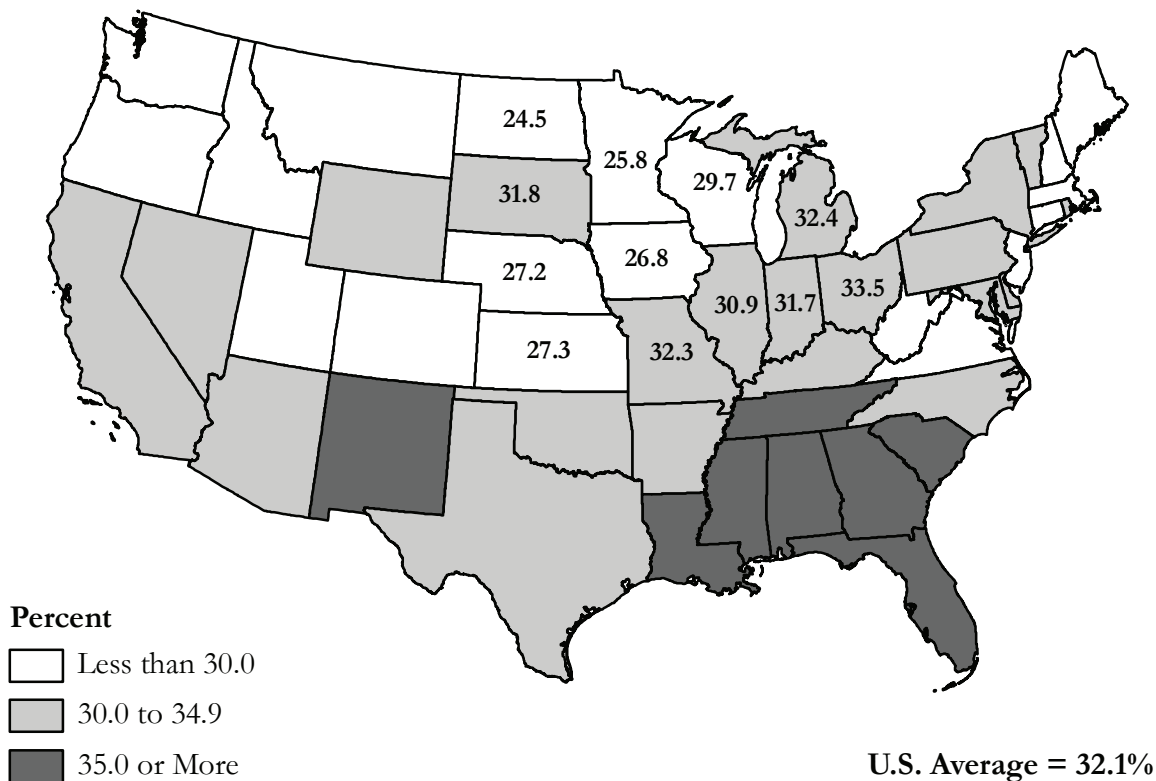 24.5
25.8
29.7
31.8
32.4
26.8
27.2
33.5
30.9
31.7
27.3
32.3
Percent
Less than 30.0
30.0 to 34.9
35.0 or More
U.S. Average = 32.1%